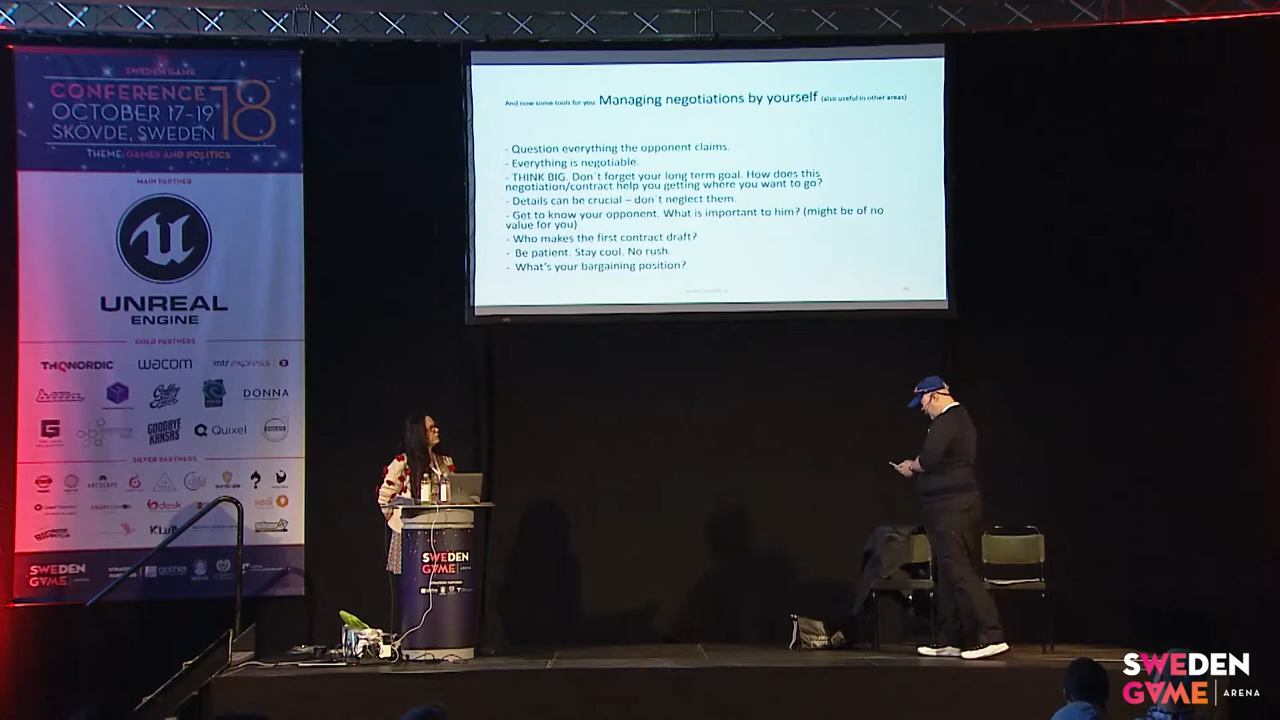 SWEDEN GAME
CONFERENCE
OCTOBER 17-19
18
SKÖVDE, SWEDEN
THEME: GAMES AND POLITICS
MAIN PARTNER
UNREAL
ENGINE
GOLD PARTNERS
THQNORDIC
wacom
mtrexpress
DONNA
GOODBYE
KANSAS
Quixel
SILVER PARTNERS
SWEDEN
GAME
ARENA
And now some tools for you: Managing negotiations by yourself (also useful in other areas)
- Question everything the opponent claims.
- Everything is negotiable.
- THINK BIG. Don´t forget your long term goal. How does this
negotiation/contract help you getting where you want to go?
- Details can be crucial – don´t neglect them.
- Get to know your opponent. What is important to him? (might be of no
value for you)
- Who makes the first contract draft?
- Be patient. Stay cool. No rush.
- What's your bargaining position?
SWEDEN
GAME
ARENA
SWEDEN
GAME | ARENA